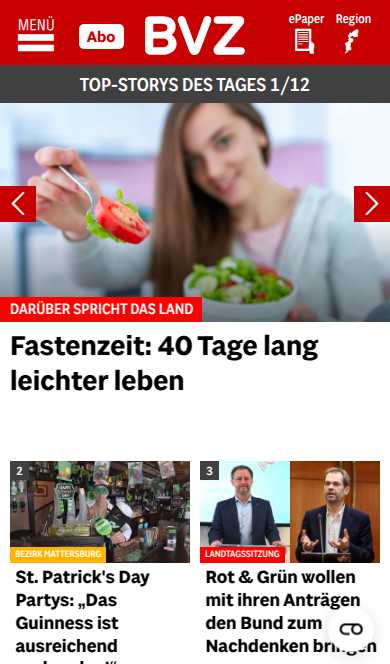 MENÜ
Abo
BVZ
ePaper
Region
TOP-STORYS DES TAGES 1/12
DARÜBER SPRICHT DAS LAND
Fastenzeit: 40 Tage lang
leichter leben
2
BEZIRK MATTERSBURG
St. Patrick's Day
Partys: „Das
Guinness ist
ausreichend
3
LANDTAGSSITZUNG
Rot & Grün wollen
mit ihren Anträgen
den Bund zum
Nachdenken bringen